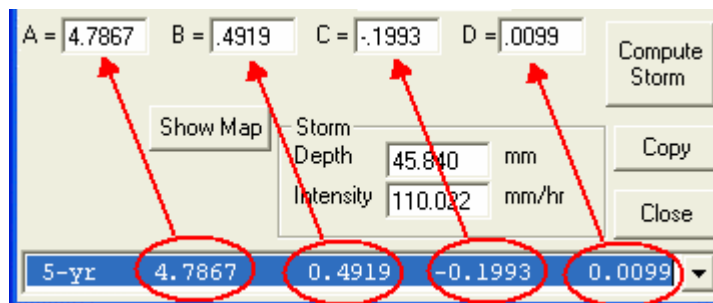 A = 4.7867 B = .4919 C = -.1993 D = .0099
Compute Storm
Show Map
Storm
Depth 45.840 mm
Intensity 110.022 mm/hr
Copy
Close
5-yr 4.7867 0.4919 -0.1993 0.0099